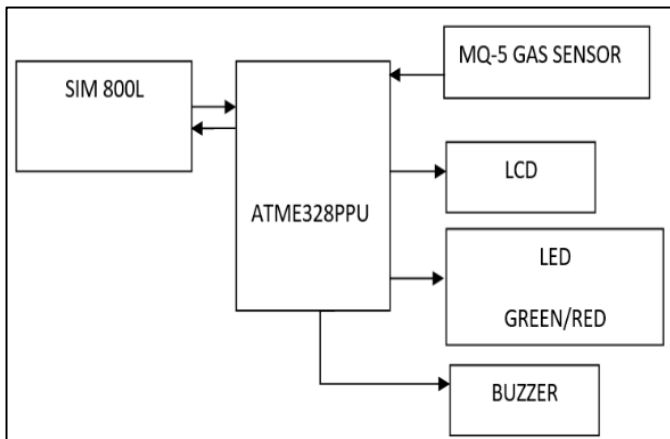 MQ-5 GAS SENSOR
SIM 800L
LCD
ATME328PPU
LED
GREEN/RED
BUZZER